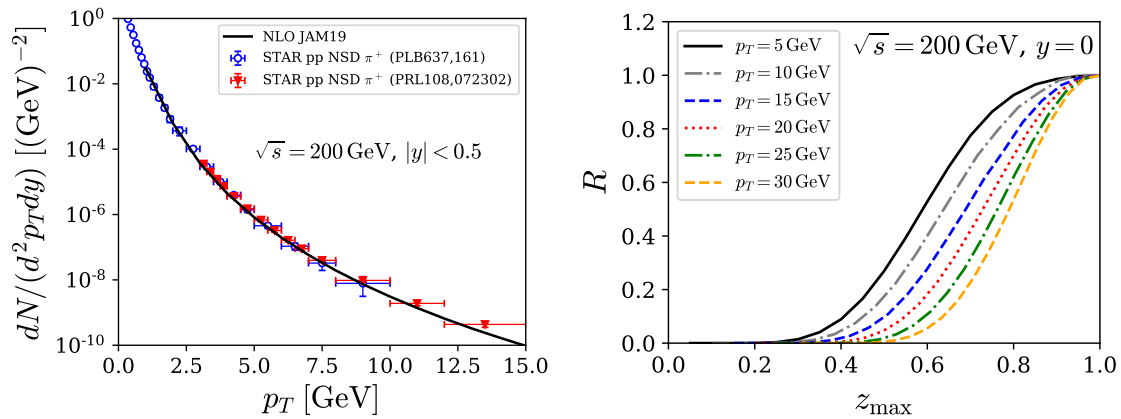 dN/(d²p_T dy) [(GeV)⁻²]
10⁰
10⁻²
10⁻⁴
10⁻⁶
10⁻⁸
10⁻¹⁰
NLO JAM19
STAR pp NSD π⁺ (PLB637,161)
STAR pp NSD π⁺ (PRL108,072302)
√s = 200 GeV, |y| < 0.5
0.0 2.5 5.0 7.5 10.0 12.5 15.0
p_T [GeV]
R
1.2
1.0
0.8
0.6
0.4
0.2
0.0
p_T = 5 GeV
p_T = 10 GeV
p_T = 15 GeV
p_T = 20 GeV
p_T = 25 GeV
p_T = 30 GeV
√s = 200 GeV, y = 0
0.0 0.2 0.4 0.6 0.8 1.0
z_max